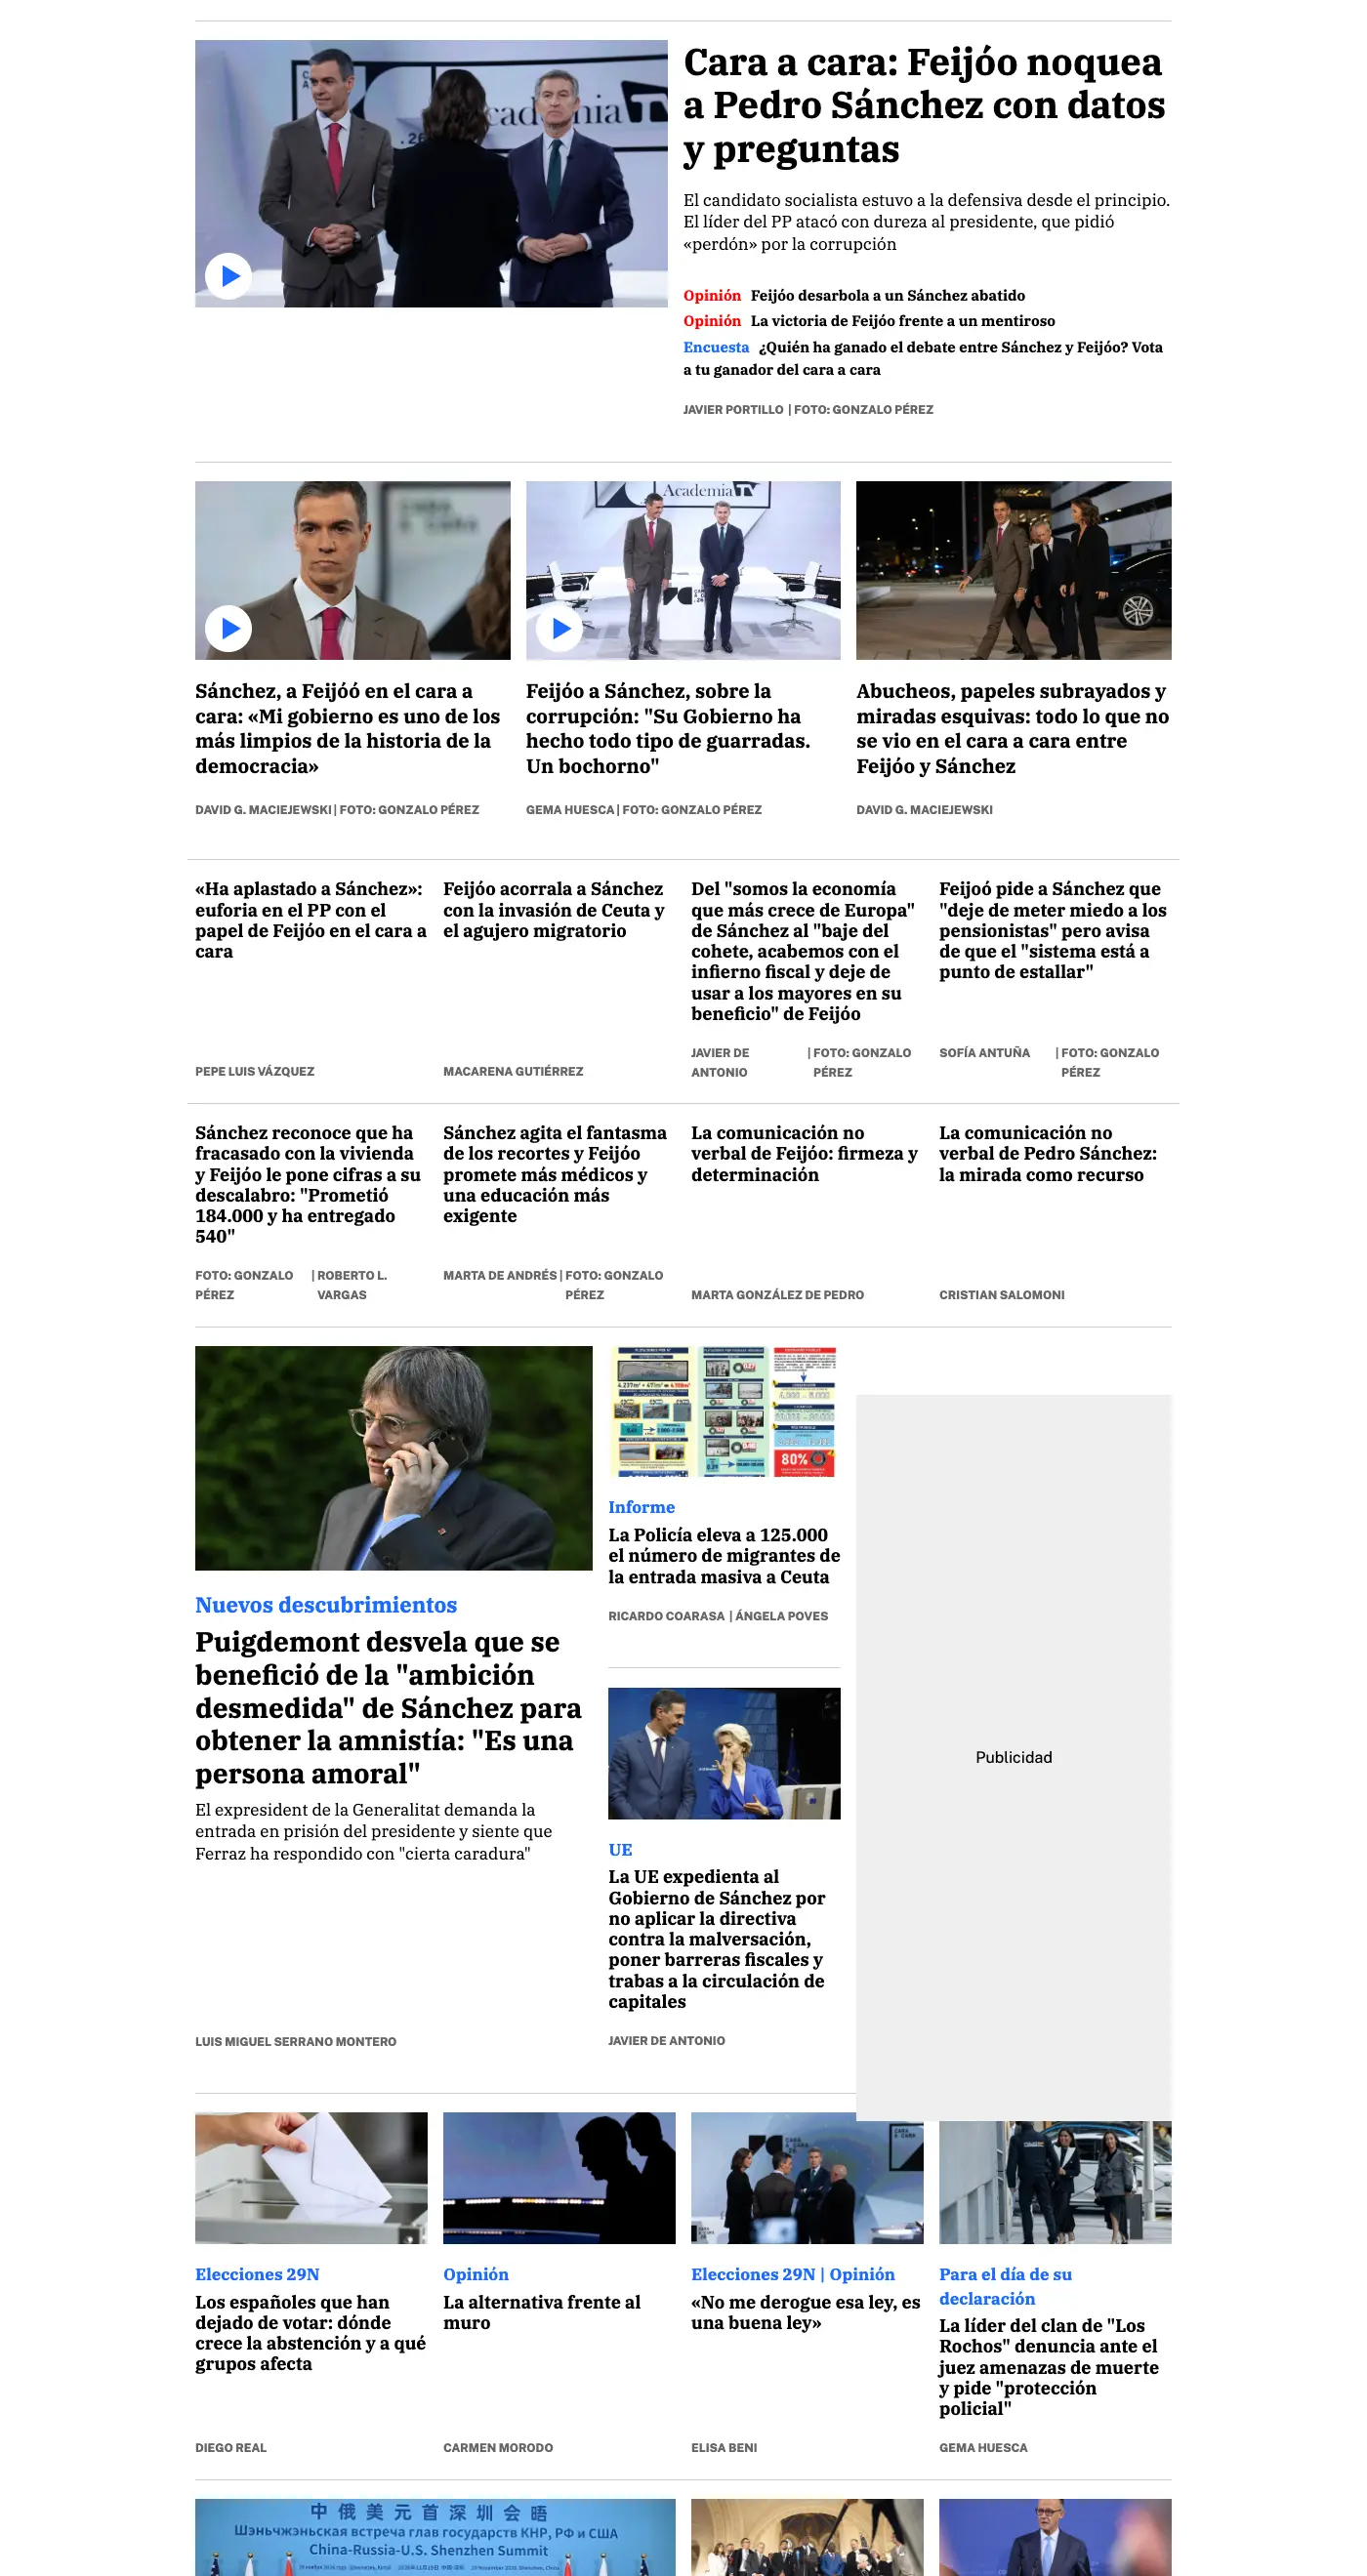 Academia
.26
Cara a cara: Feijóo noquea
a Pedro Sánchez con datos
y preguntas
El candidato socialista estuvo a la defensiva desde el principio.
El líder del PP atacó con dureza al presidente, que pidió
«perdón» por la corrupción
Opinión Feijóo desarbola a un Sánchez abatido
Opinión La victoria de Feijóo frente a un mentiroso
Encuesta ¿Quién ha ganado el debate entre Sánchez y Feijóo? Vota
a tu ganador del cara a cara
JAVIER PORTILLO | FOTO: GONZALO PÉREZ
CARA
A CARA
Academia TV
Sánchez, a Feijóó en el cara a
cara: «Mi gobierno es uno de los
más limpios de la historia de la
democracia»
DAVID G. MACIEJEWSKI | FOTO: GONZALO PÉREZ
Feijóo a Sánchez, sobre la
corrupción: "Su Gobierno ha
hecho todo tipo de guarradas.
Un bochorno"
GEMA HUESCA | FOTO: GONZALO PÉREZ
Abucheos, papeles subrayados y
miradas esquivas: todo lo que no
se vio en el cara a cara entre
Feijóo y Sánchez
DAVID G. MACIEJEWSKI
«Ha aplastado a Sánchez»:
euforia en el PP con el
papel de Feijóo en el cara a
cara
PEPE LUIS VÁZQUEZ
Feijóo acorrala a Sánchez
con la invasión de Ceuta y
el agujero migratorio
MACARENA GUTIÉRREZ
Del "somos la economía
que más crece de Europa"
de Sánchez al "baje del
cohete, acabemos con el
infierno fiscal y deje de
usar a los mayores en su
beneficio" de Feijóo
JAVIER DE
ANTONIO
| FOTO: GONZALO
PÉREZ
Feijoó pide a Sánchez que
"deje de meter miedo a los
pensionistas" pero avisa
de que el "sistema está a
punto de estallar"
SOFÍA ANTUÑA
| FOTO: GONZALO
PÉREZ
Sánchez reconoce que ha
fracasado con la vivienda
y Feijóo le pone cifras a su
descalabro: "Prometió
184.000 y ha entregado
540"
FOTO: GONZALO
PÉREZ
| ROBERTO L.
VARGAS
Sánchez agita el fantasma
de los recortes y Feijóo
promete más médicos y
una educación más
exigente
MARTA DE ANDRÉS | FOTO: GONZALO
PÉREZ
La comunicación no
verbal de Feijóo: firmeza y
determinación
MARTA GONZÁLEZ DE PEDRO
La comunicación no
verbal de Pedro Sánchez:
la mirada como recurso
CRISTIAN SALOMONI
Nuevos descubrimientos
Puigdemont desvela que se
benefició de la "ambición
desmedida" de Sánchez para
obtener la amnistía: "Es una
persona amoral"
El expresident de la Generalitat demanda la
entrada en prisión del presidente y siente que
Ferraz ha respondido con "cierta caradura"
LUIS MIGUEL SERRANO MONTERO
80%
Informe
La Policía eleva a 125.000
el número de migrantes de
la entrada masiva a Ceuta
RICARDO COARASA | ÁNGELA POVES
UE
La UE expedienta al
Gobierno de Sánchez por
no aplicar la directiva
contra la malversación,
poner barreras fiscales y
trabas a la circulación de
capitales
JAVIER DE ANTONIO
Publicidad
Elecciones 29N
Los españoles que han
dejado de votar: dónde
crece la abstención y a qué
grupos afecta
DIEGO REAL
Opinión
La alternativa frente al
muro
CARMEN MORODO
CARA
A CARA
Elecciones 29N | Opinión
«No me derogue esa ley, es
una buena ley»
ELISA BENI
Para el día de su
declaración
La líder del clan de "Los
Rochos" denuncia ante el
juez amenazas de muerte
y pide "protección
policial"
GEMA HUESCA
中俄美元首深圳会晤
Шэньчжэньская встреча глав государств КНР, РФ и США
China-Russia-U.S. Shenzhen Summit